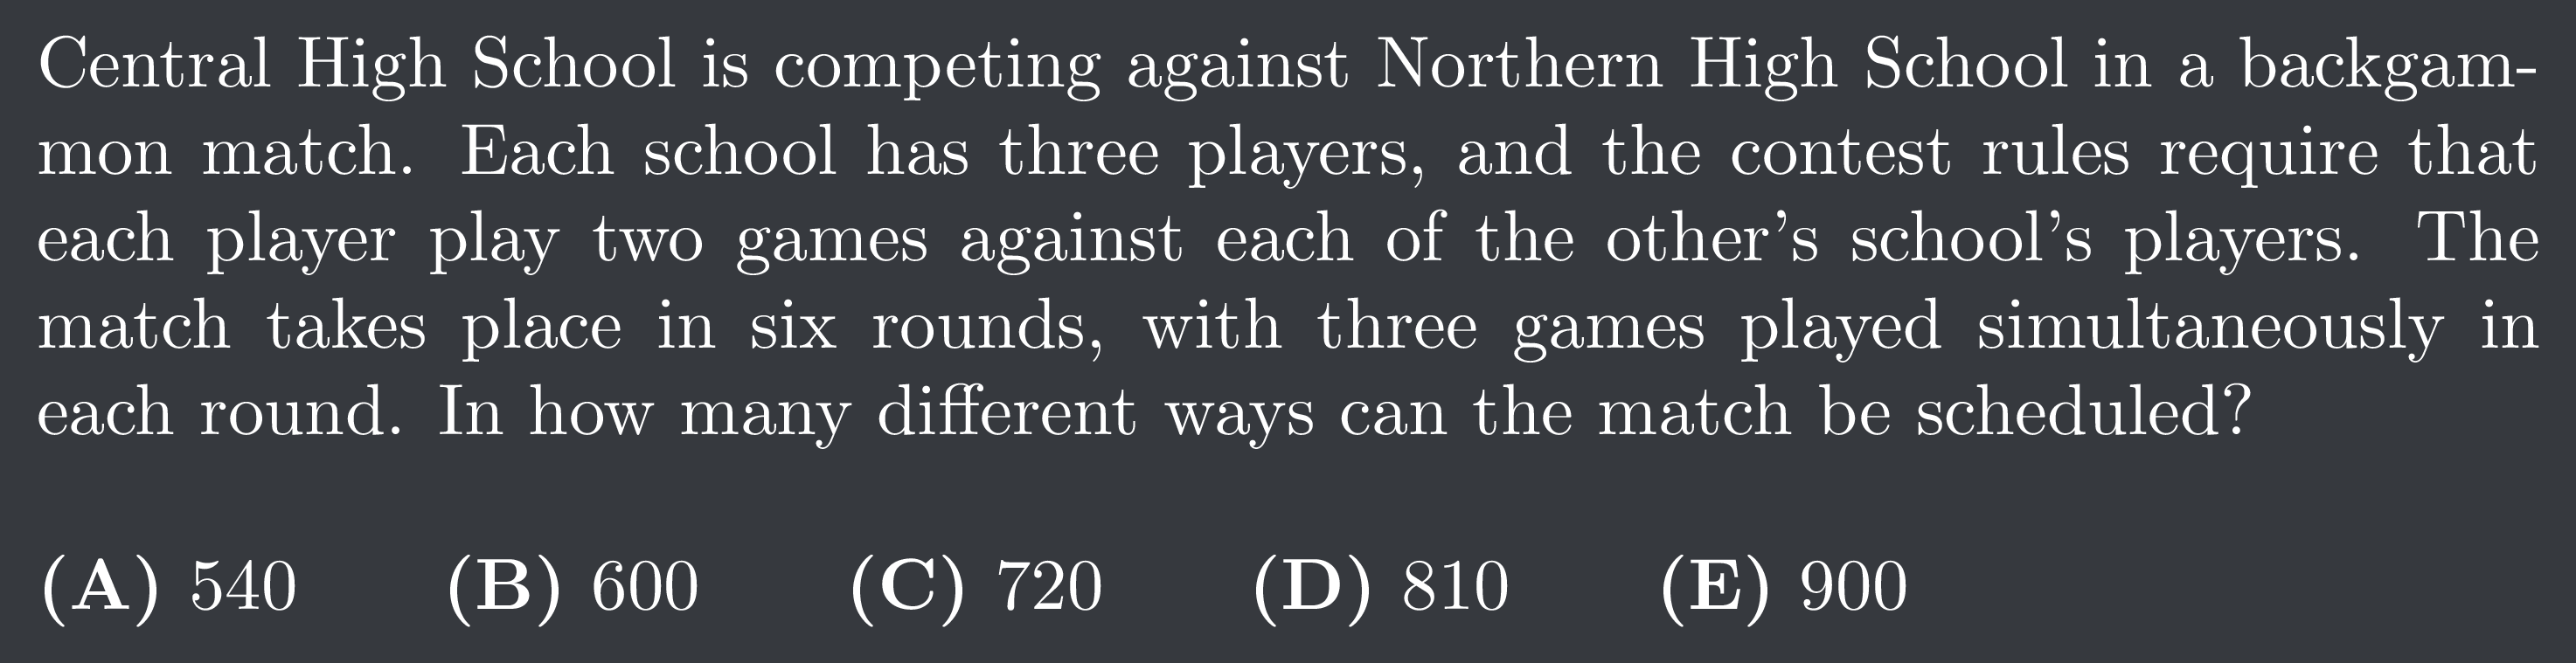 Central High School is competing against Northern High School in a backgam-
mon match. Each school has three players, and the contest rules require that
each player play two games against each of the other's school's players. The
match takes place in six rounds, with three games played simultaneously in
each round. In how many different ways can the match be scheduled?
(A) 540 (B) 600 (C) 720 (D) 810 (E) 900